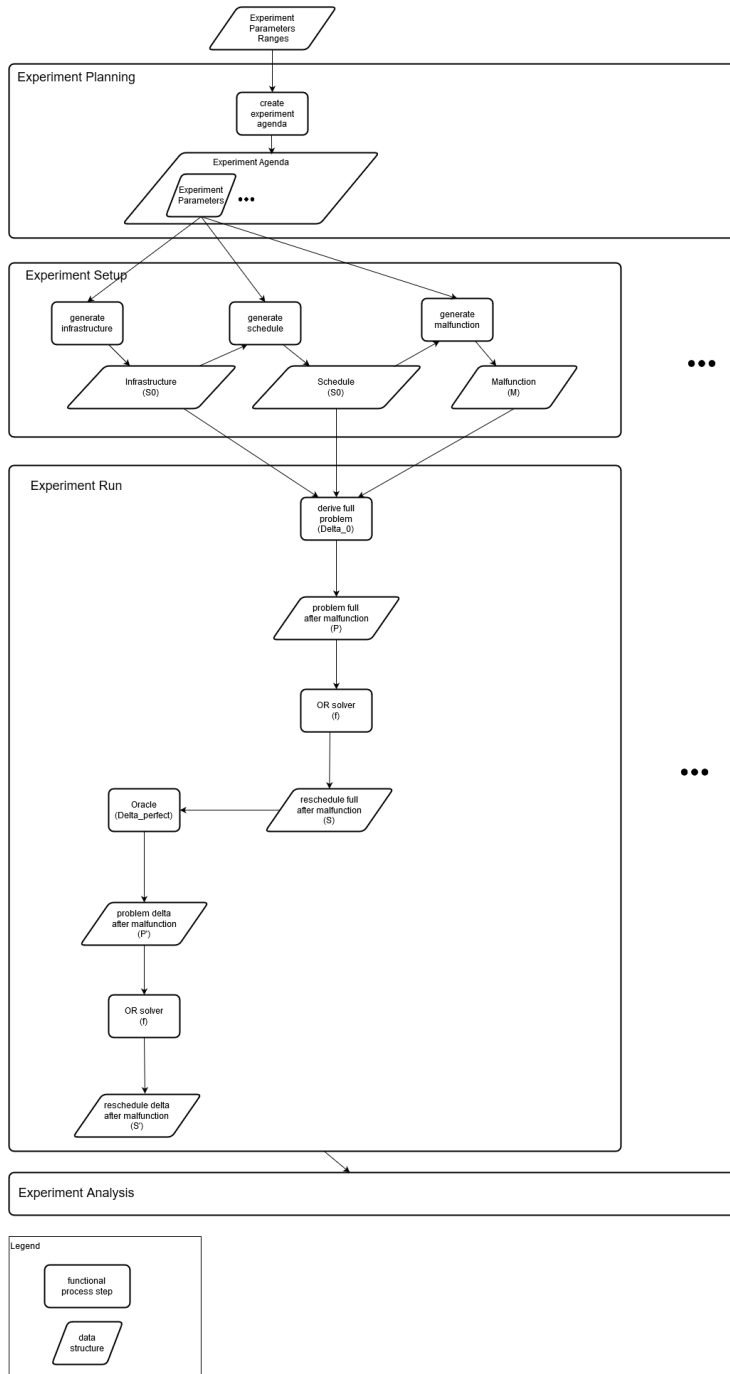 Experiment
Parameters
Ranges
Experiment Planning
create
experiment
agenda
Experiment Agenda
Experiment
Parameters
•••
Experiment Setup
generate
infrastructure
generate
schedule
generate
malfunction
Infrastructure
(S0)
Schedule
(S0)
Malfunction
(M)
•••
Experiment Run
derive full
problem
(Delta_0)
problem full
after malfunction
(P)
OR solver
(f)
•••
reschedule full
after malfunction
(S)
Oracle
(Delta_perfect)
problem delta
after malfunction
(P')
OR solver
(f)
reschedule delta
after malfunction
(S')
Experiment Analysis
Legend
functional
process step
data
structure